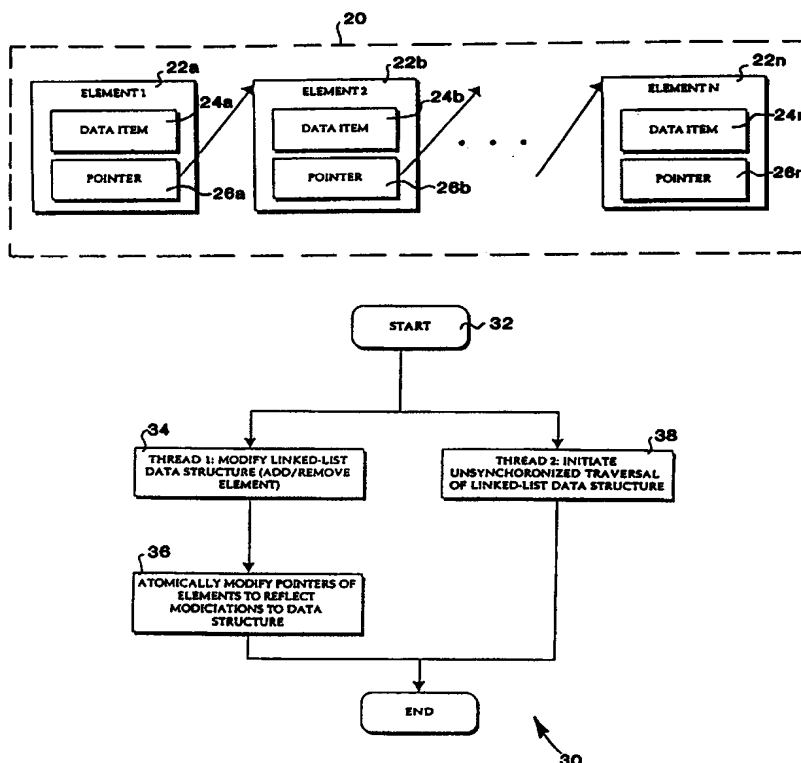 20
22a
22b
22n
ELEMENT 1
ELEMENT 2
ELEMENT N
24a
24b
DATA ITEM
DATA ITEM
DATA ITEM
POINTER
POINTER
POINTER
26a
26b
START
32
34
38
THREAD 1: MODIFY LINKED-LIST
DATA STRUCTURE (ADD/REMOVE
ELEMENT)
THREAD 2: INITIATE
UNSYNCHORONIZED TRAVERSAL
OF LINKED-LIST DATA STRUCTURE
36
ATOMICALLY MODIFY POINTERS OF
ELEMENTS TO REFLECT
MODICIATIONS TO DATA
STRUCTURE
END
30